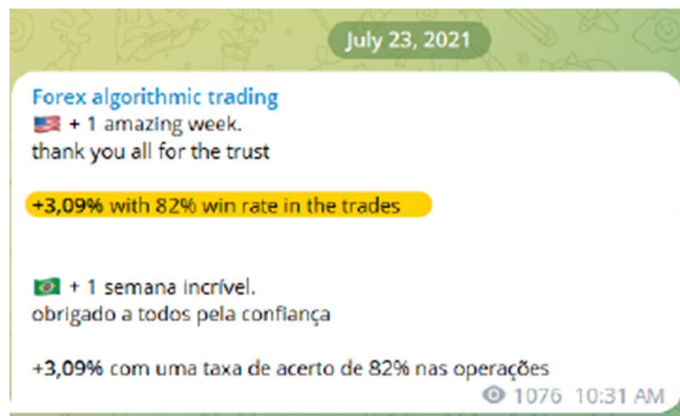 July 23, 2021
Forex algorithmic trading
🇺🇸 + 1 amazing week.
thank you all for the trust
+3,09% with 82% win rate in the trades
🇧🇷 + 1 semana incrível.
obrigado a todos pela confiança
+3,09% com uma taxa de acerto de 82% nas operações
1076 10:31 AM